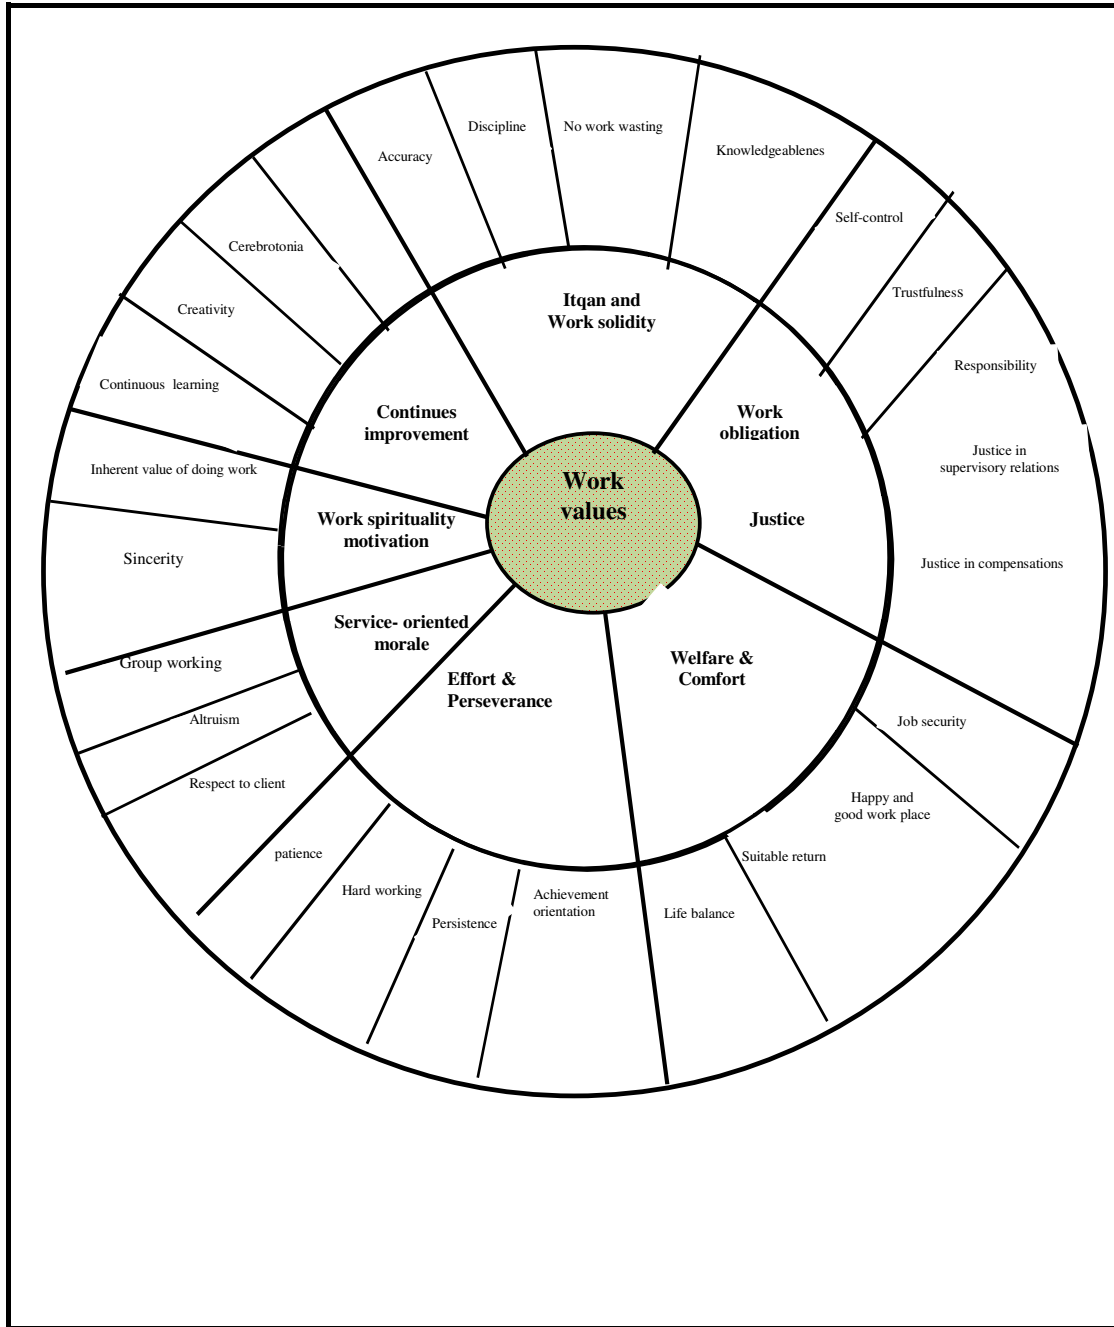 Discipline
No work wasting
Accuracy
Knowledgeablenes
Self-control
Cerebrotonia
Trustfulness
Itqan and
Work solidity
Creativity
Responsibility
Continuous learning
Continues
improvement
Work
obligation
Justice in
supervisory relations
Inherent value of doing work
Work
values
Work spirituality
motivation
Justice
Sincerity
Justice in compensations
Service- oriented
morale
Group working
Welfare &
Comfort
Effort &
Perseverance
Altruism
Job security
Respect to client
Happy and
good work place
patience
Suitable return
Hard working
Achievement
orientation
Persistence
Life balance